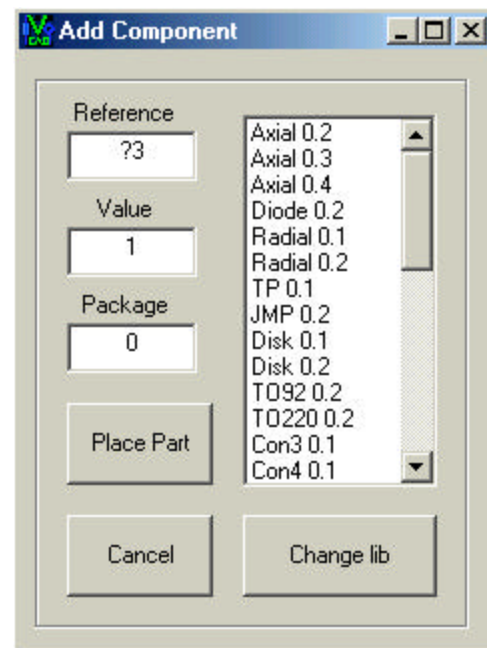 Add Component
Reference
?3
Value
1
Package
0
Place Part
Cancel
Axial 0.2
Axial 0.3
Axial 0.4
Diode 0.2
Radial 0.1
Radial 0.2
TP 0.1
JMP 0.2
Disk 0.1
Disk 0.2
TO92 0.2
TO220 0.2
Con3 0.1
Con4 0.1
Change lib